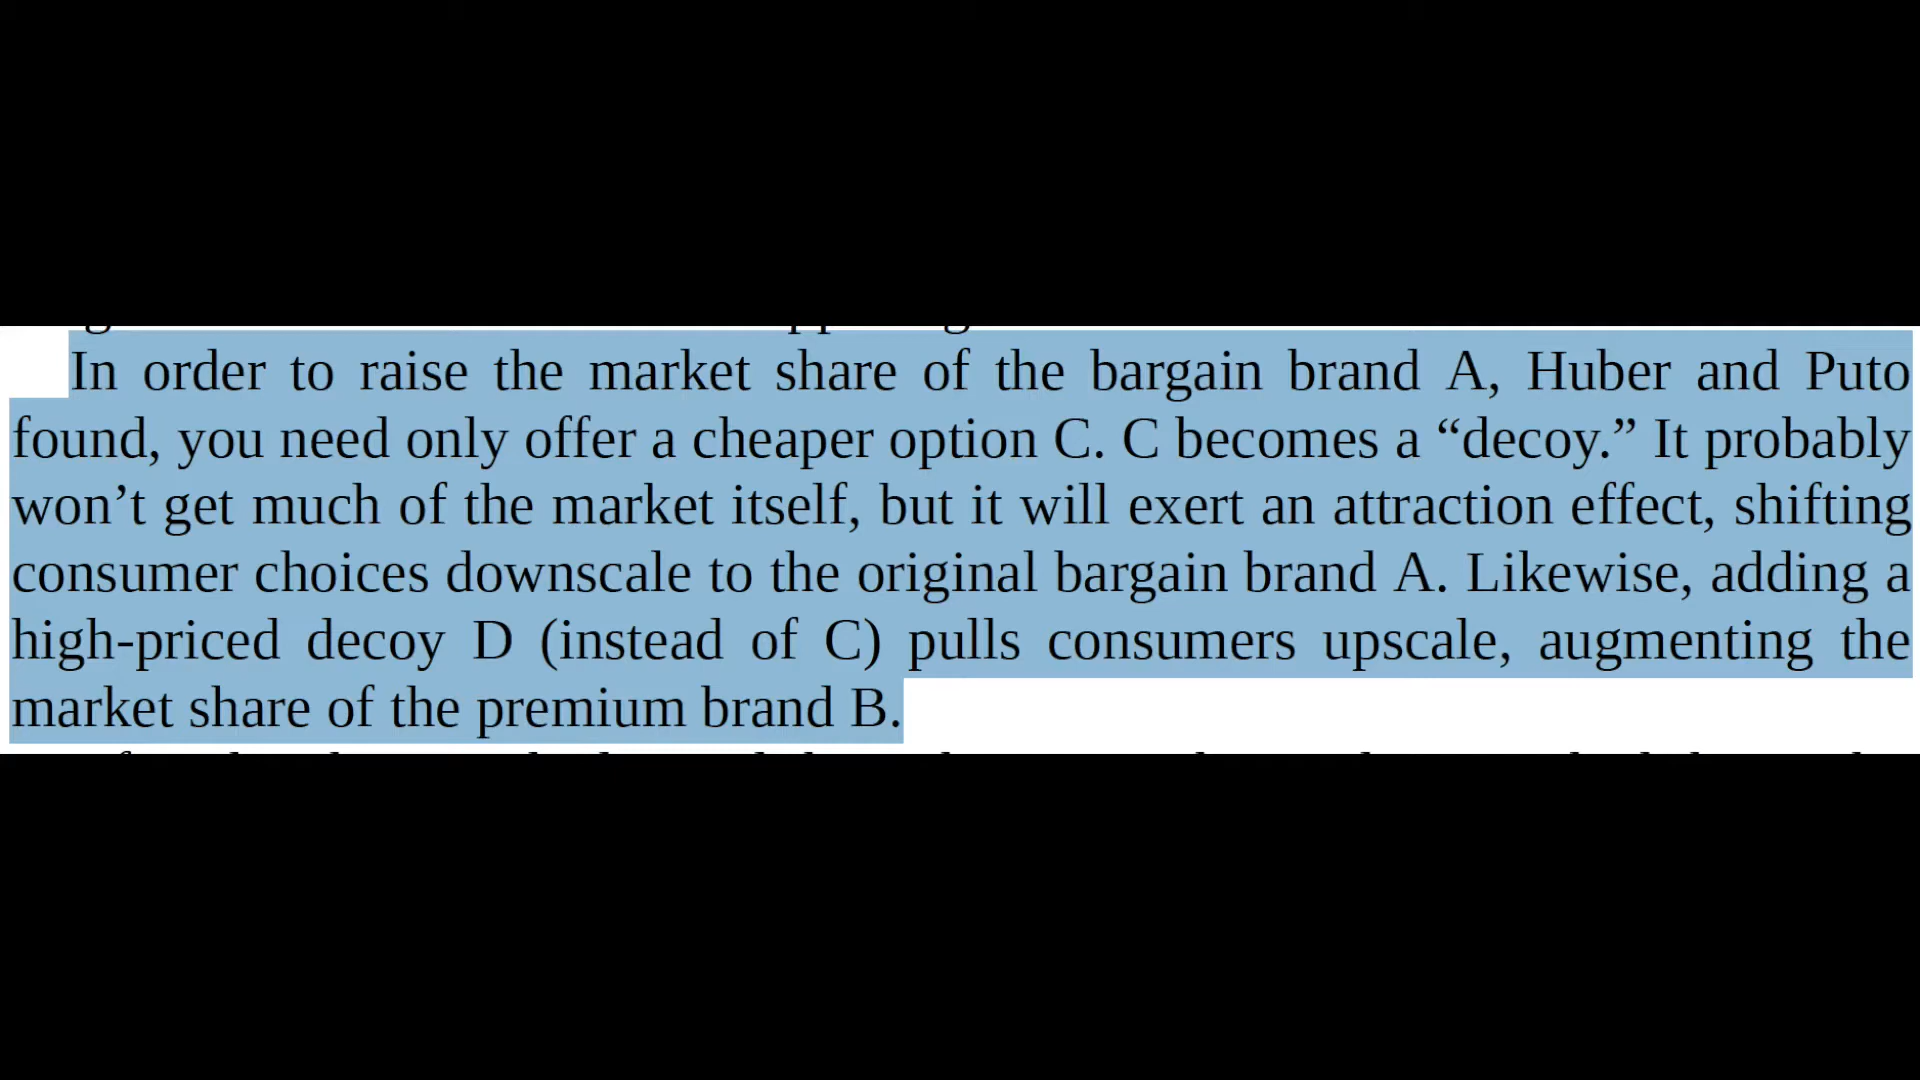 In order to raise the market share of the bargain brand A, Huber and Puto
found, you need only offer a cheaper option C. C becomes a “decoy.” It probably
won’t get much of the market itself, but it will exert an attraction effect, shifting
consumer choices downscale to the original bargain brand A. Likewise, adding a
high-priced decoy D (instead of C) pulls consumers upscale, augmenting the
market share of the premium brand B.